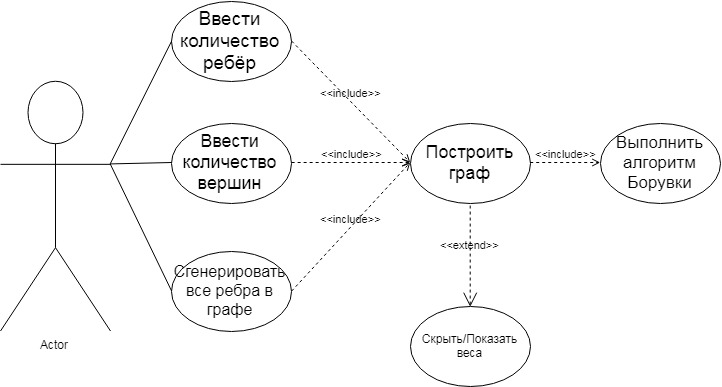 Ввести
количество
ребёр
<<include>>
Ввести
количество
вершин
<<include>>
Построить
граф
<<include>>
Выполнить
алгоритм
Борувки
<<include>>
Сгенерировать
все ребра в
графе
<<extend>>
Actor
Скрыть/Показать
веса